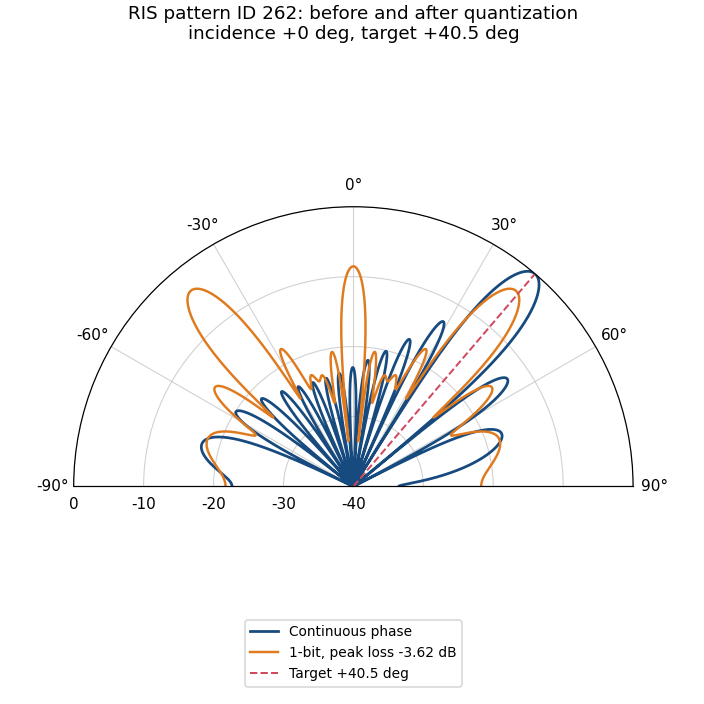 RIS pattern ID 262: before and after quantization
incidence +0 deg, target +40.5 deg
0°
-30°
30°
-60°
60°
-90°
90°
0
-10
-20
-30
-40
Continuous phase
1-bit, peak loss -3.62 dB
Target +40.5 deg